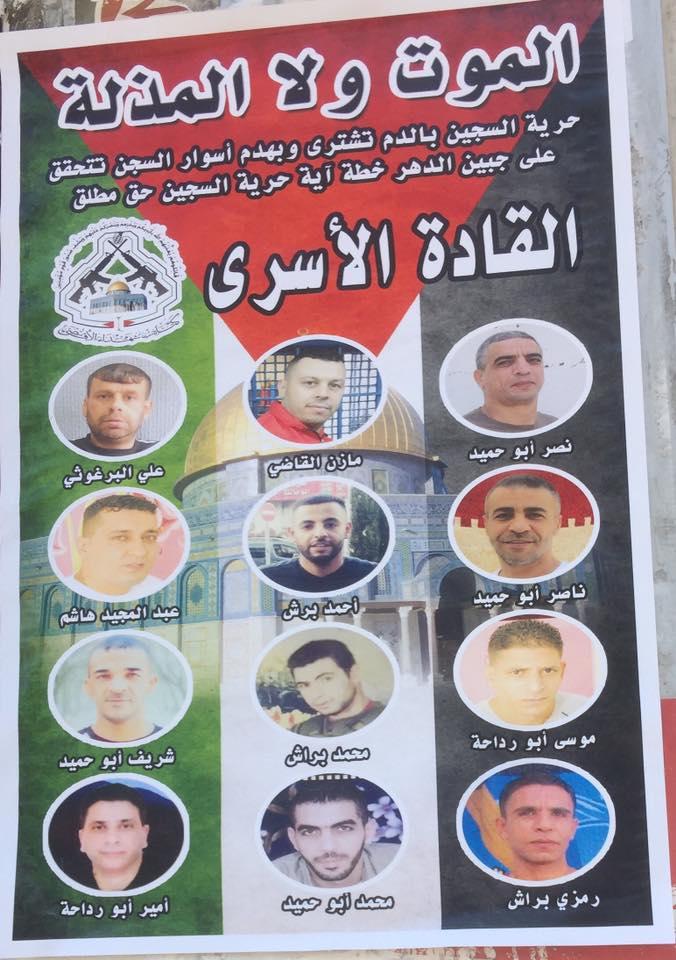 الموت ولا المذلة
حرية السجين بالدم تشترى وبهدم أسوار السجن تتحقق
على جبين الدهر خطة آية حرية السجين حق مطلق
القادة الأسرى
نصر أبو حميد
مازن القاضي
علي البرغوثي
ناصر أبو حميد
أحمد برش
عبد المجيد هاشم
موسى أبو رداحة
محمد براش
شريف أبو حميد
رمزي براش
محمد أبو حميد
أمير أبو رداحة